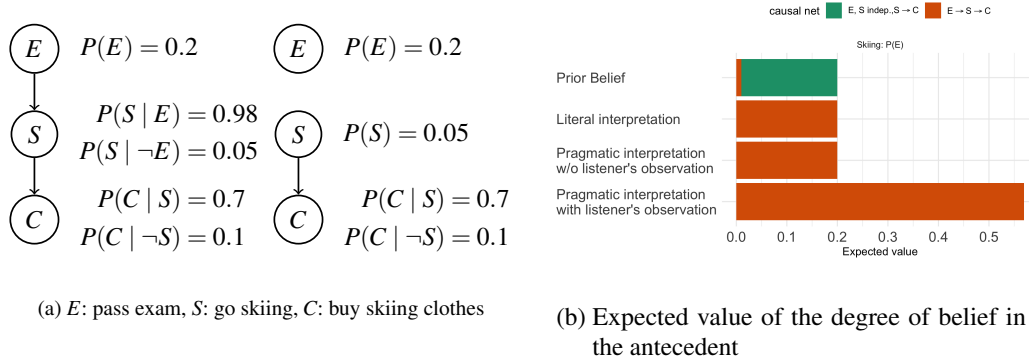 E P(E) = 0.2
E P(E) = 0.2
S P(S | E) = 0.98
P(S | ¬E) = 0.05
S P(S) = 0.05
C P(C | S) = 0.7
P(C | ¬S) = 0.1
C P(C | S) = 0.7
P(C | ¬S) = 0.1
(a) E: pass exam, S: go skiing, C: buy skiing clothes
causal net E, S indep.,S → C E → S → C
Skiing: P(E)
Prior Belief
Literal interpretation
Pragmatic interpretation
w/o listener's observation
Pragmatic interpretation
with listener's observation
0.0 0.1 0.2 0.3 0.4 0.5
Expected value
(b) Expected value of the degree of belief in
the antecedent